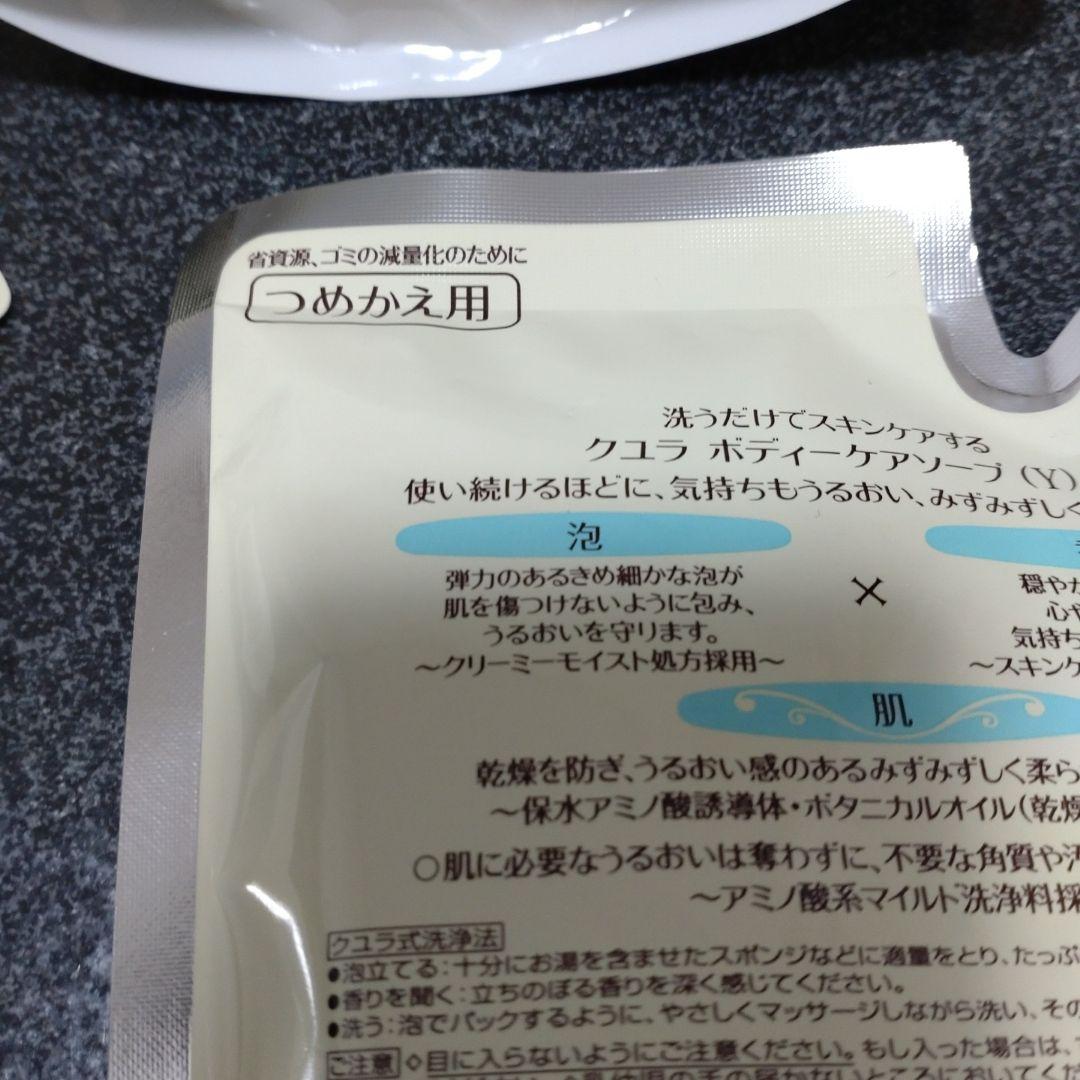 省資源、ゴミの減量化のために
つめかえ用
洗うだけでスキンケアする
クユラ ボディーケアソープ（Y）
使い続けるほどに、気持ちもうるおい、みずみずしく
泡
弾力のあるきめ細かな泡が
肌を傷つけないように包み、
うるおいを守ります。
〜クリーミーモイスト処方採用〜
×
穏やか
心
気持ち
〜スキンケ
肌
乾燥を防ぎ、うるおい感のあるみずみずしく柔ら
〜保水アミノ酸誘導体・ボタニカルオイル（乾燥
○肌に必要なうるおいは奪わずに、不要な角質や汚
〜アミノ酸系マイルド洗浄料採
クユラ式洗浄法
●泡立てる：十分にお湯を含ませたスポンジなどに適量をとり、たっぷ
●香りを聞く：立ちのぼる香りを深く感じてください。
●洗う：泡でパックするように、やさしくマッサージしながら洗い、その
ご注意 ◇目に入らないようにご注意ください。もし入った場合は、